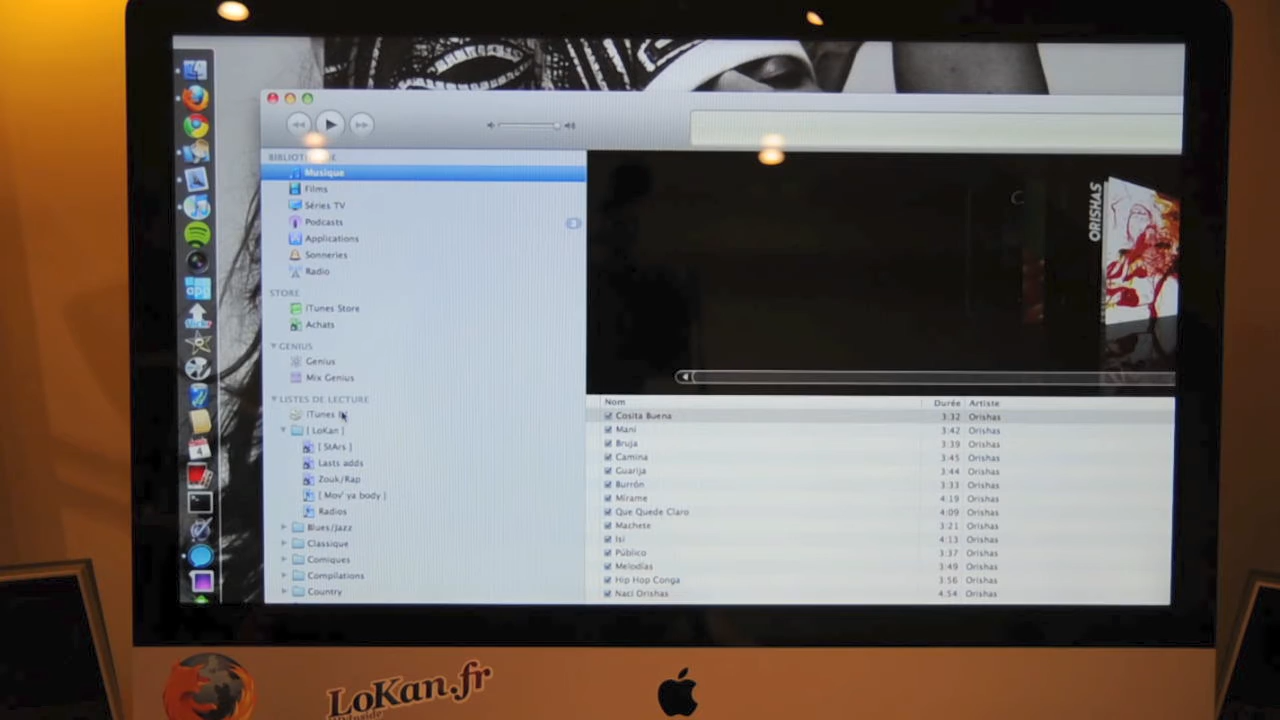 Musique
Films
Séries TV
Podcasts
Applications
Sonneries
Radio
STORE
iTunes Store
Achats
GENIUS
Genius
Mix Genius
LISTES DE LECTURE
iTunes
[ LoKan ]
[ StArs ]
Lasts adds
Zouk/Rap
[ Mov' ya body ]
Radios
Blues/Jazz
Classique
Comiques
Compilations
Country
ORISHAS
Nom Durée Artiste
Cosita Buena 3:32 Orishas
Maní 3:42 Orishas
Bruja 3:39 Orishas
Camina 3:45 Orishas
Guarija 3:44 Orishas
Burrón 3:33 Orishas
Mírame 4:19 Orishas
Que Quede Claro 4:09 Orishas
Machete 3:21 Orishas
Isi 4:13 Orishas
Público 3:37 Orishas
Melodías 3:49 Orishas
Hip Hop Conga 3:56 Orishas
Naci Orishas 4:54 Orishas
app
flickr
4
LoKan.fr